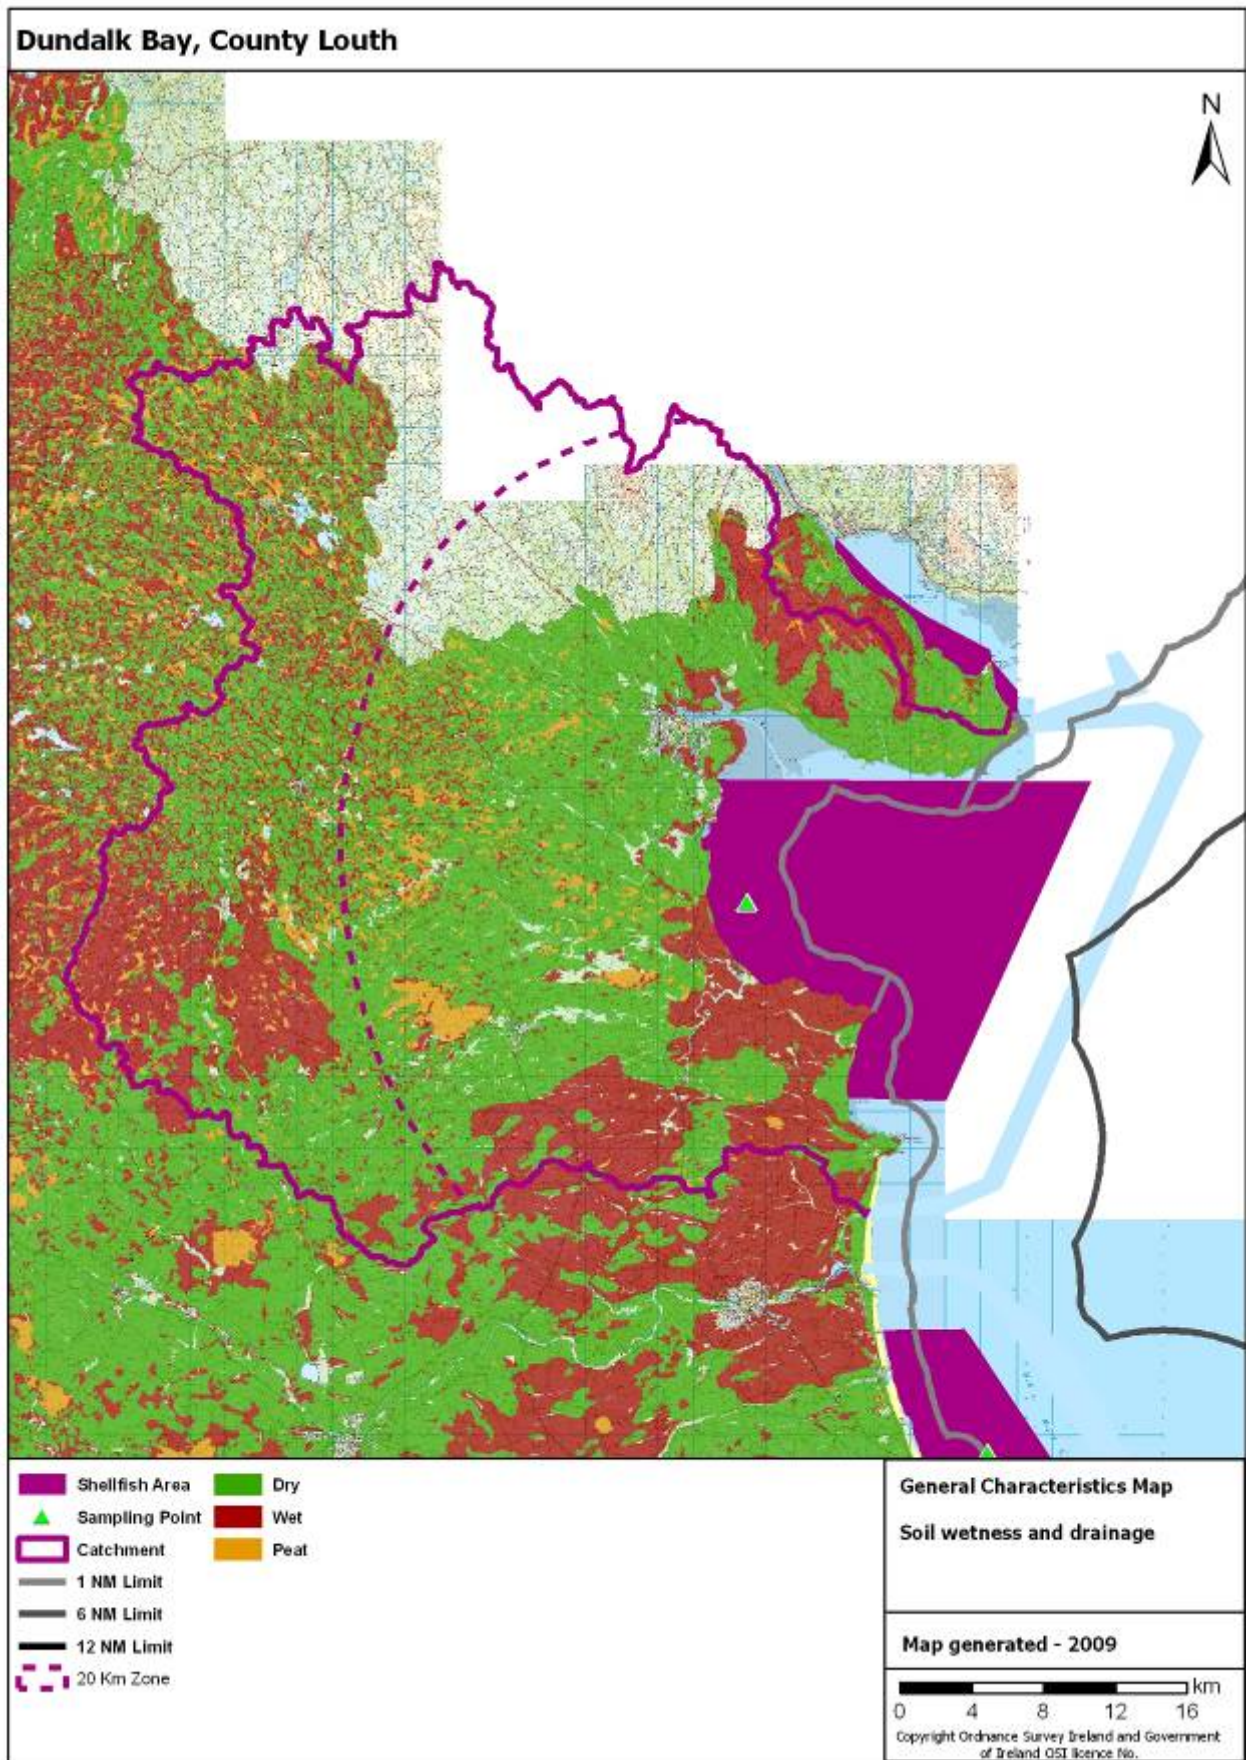 Dundalk Bay, County Louth
N
Shellfish Area
Sampling Point
Catchment
1 NM Limit
6 NM Limit
12 NM Limit
20 Km Zone
Dry
Wet
Peat
General Characteristics Map
Soil wetness and drainage
Map generated - 2009
km
0 4 8 12 16
Copyright Ordnance Survey Ireland and Government
of Ireland OSI licence No.